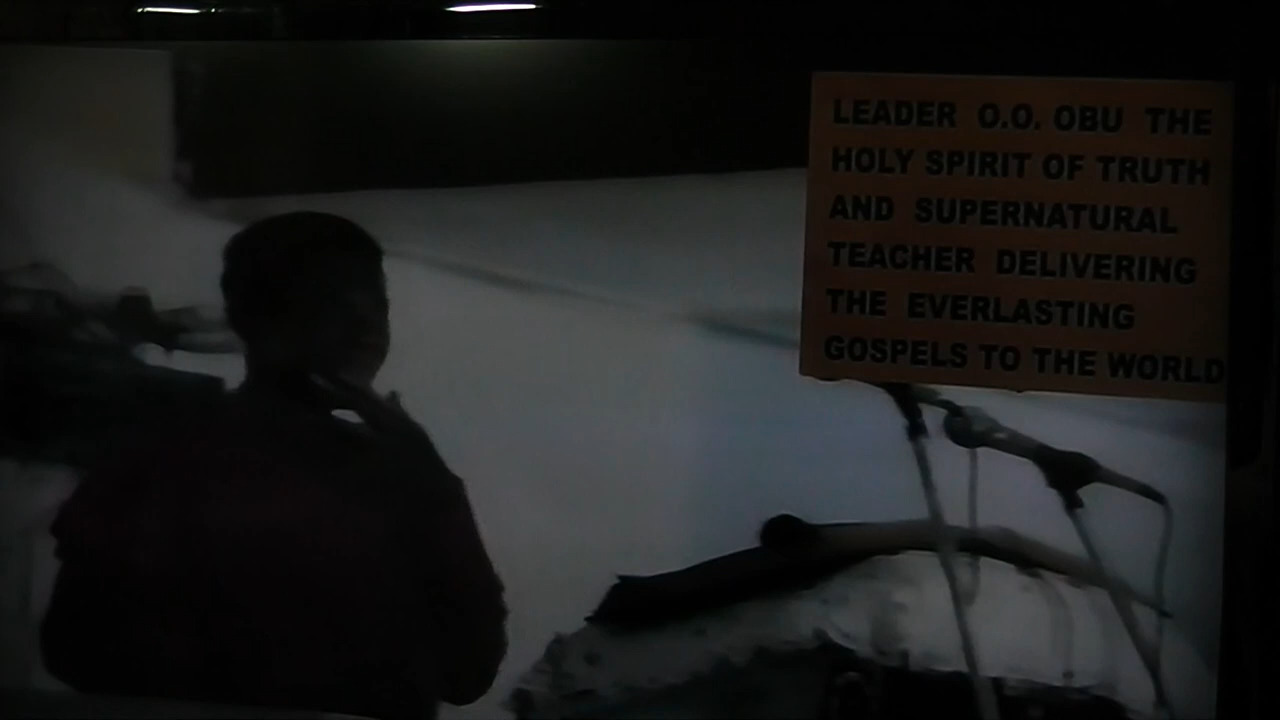 LEADER O.O. OBU THE
HOLY SPIRIT OF TRUTH
AND SUPERNATURAL
TEACHER DELIVERING
THE EVERLASTING
GOSPELS TO THE WORLD